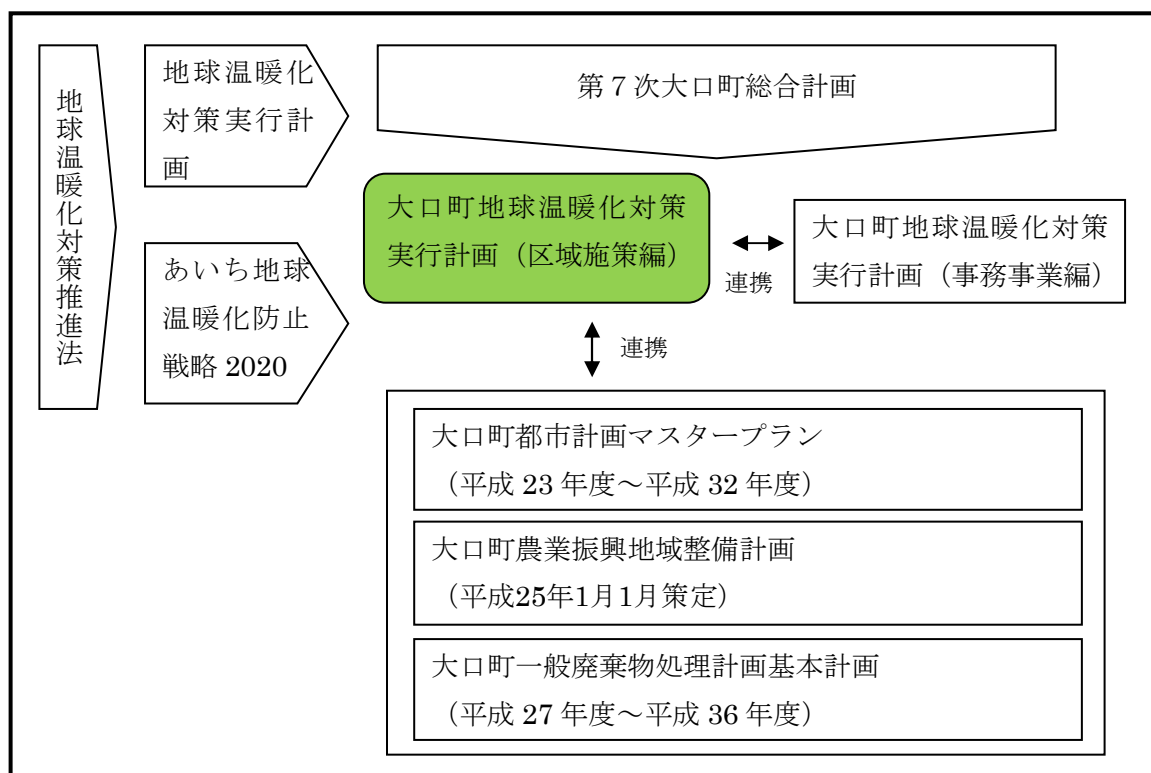 地球温暖化対策推進法
地球温暖化
対策実行計
画
あいち地球
温暖化防止
戦略 2020
第 7 次大口町総合計画
大口町地球温暖化対策
実行計画（区域施策編）
連携
大口町地球温暖化対策
実行計画（事務事業編）
連携
大口町都市計画マスタープラン
（平成 23 年度～平成 32 年度）
大口町農業振興地域整備計画
（平成25年1月1月策定）
大口町一般廃棄物処理計画基本計画
（平成 27 年度～平成 36 年度）